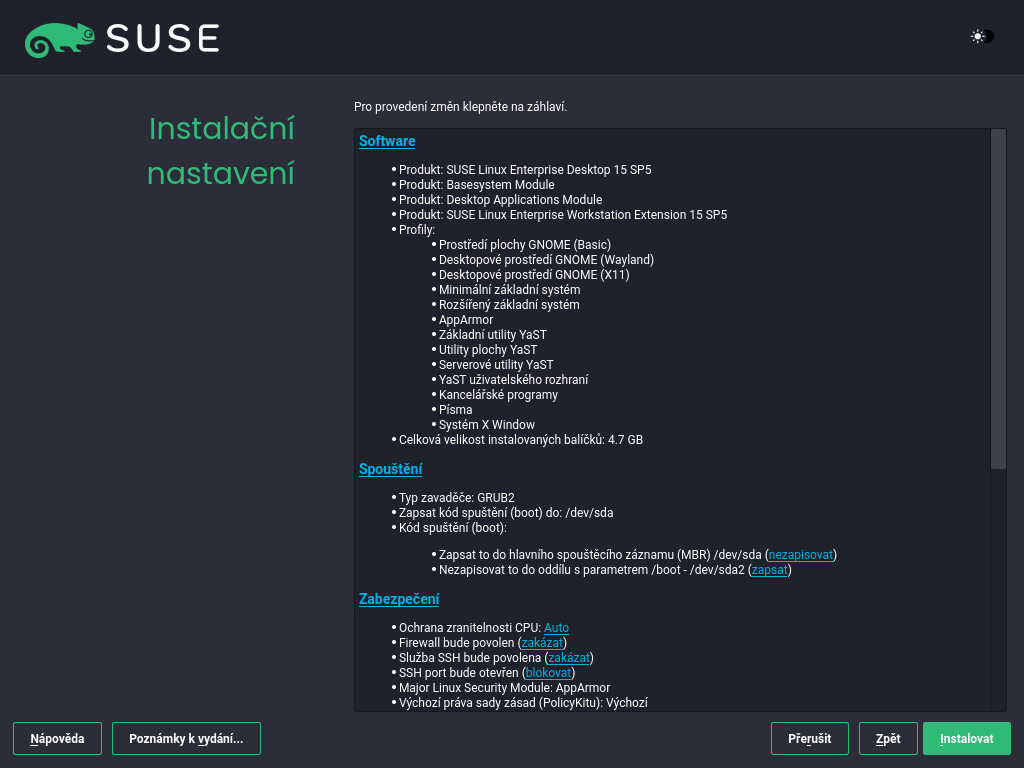 SUSE
Instalační
nastavení
Pro provedení změn klepněte na záhlaví.
Software
• Produkt: SUSE Linux Enterprise Desktop 15 SP5
• Produkt: Basesystem Module
• Produkt: Desktop Applications Module
• Produkt: SUSE Linux Enterprise Workstation Extension 15 SP5
• Profily:
• Prostředí plochy GNOME (Basic)
• Desktopové prostředí GNOME (Wayland)
• Desktopové prostředí GNOME (X11)
• Minimální základní systém
• Rozšířený základní systém
• AppArmor
• Základní utility YaST
• Utility plochy YaST
• Serverové utility YaST
• YaST uživatelského rozhraní
• Kancelářské programy
• Písma
• Systém X Window
• Celková velikost instalovaných balíčků: 4.7 GB
Spouštění
• Typ zavaděče: GRUB2
• Zapsat kód spuštění (boot) do: /dev/sda
• Kód spuštění (boot):
• Zapsat to do hlavního spouštěcího záznamu (MBR) /dev/sda (nezapisovat)
• Nezapisovat to do oddílu s parametrem /boot - /dev/sda2 (zapsat)
Zabezpečení
• Ochrana zranitelnosti CPU: Auto
• Firewall bude povolen (zakázat)
• Služba SSH bude povolena (zakázat)
• SSH port bude otevřen (blokovat)
• Major Linux Security Module: AppArmor
• Výchozí práva sady zásad (PolicyKitu): Výchozí
Nápověda
Poznámky k vydání...
Přerušit
Zpět
Instalovat